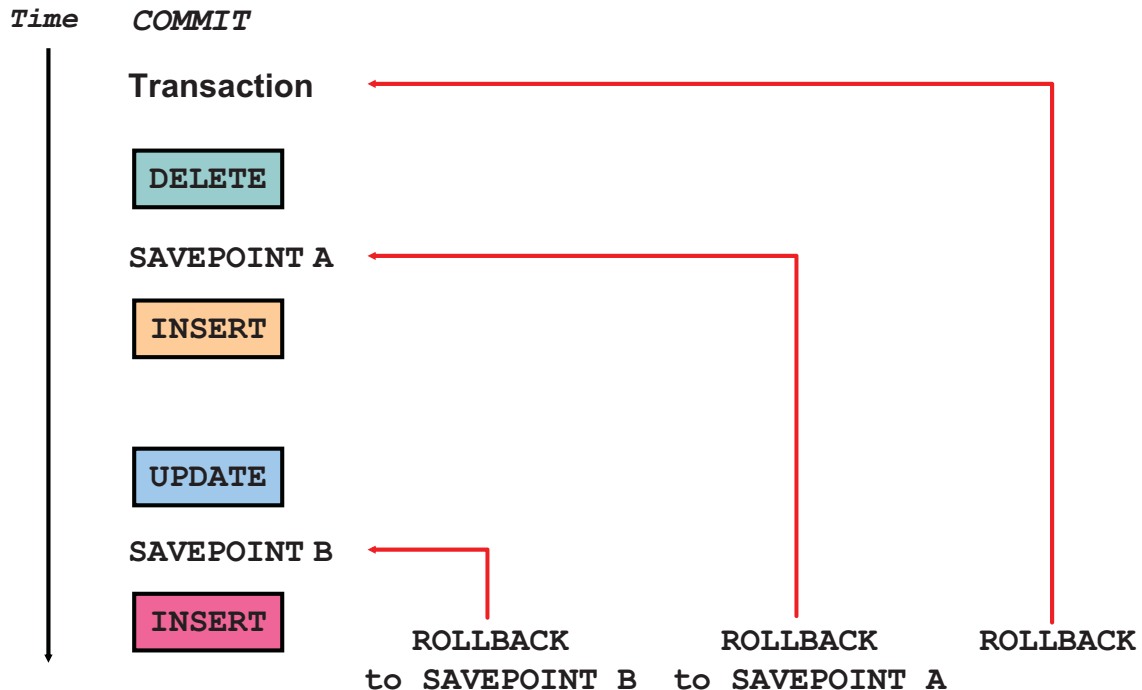 Time COMMIT
Transaction
DELETE
SAVEPOINT A
INSERT
UPDATE
SAVEPOINT B
INSERT
ROLLBACK
to SAVEPOINT B
ROLLBACK
to SAVEPOINT A
ROLLBACK